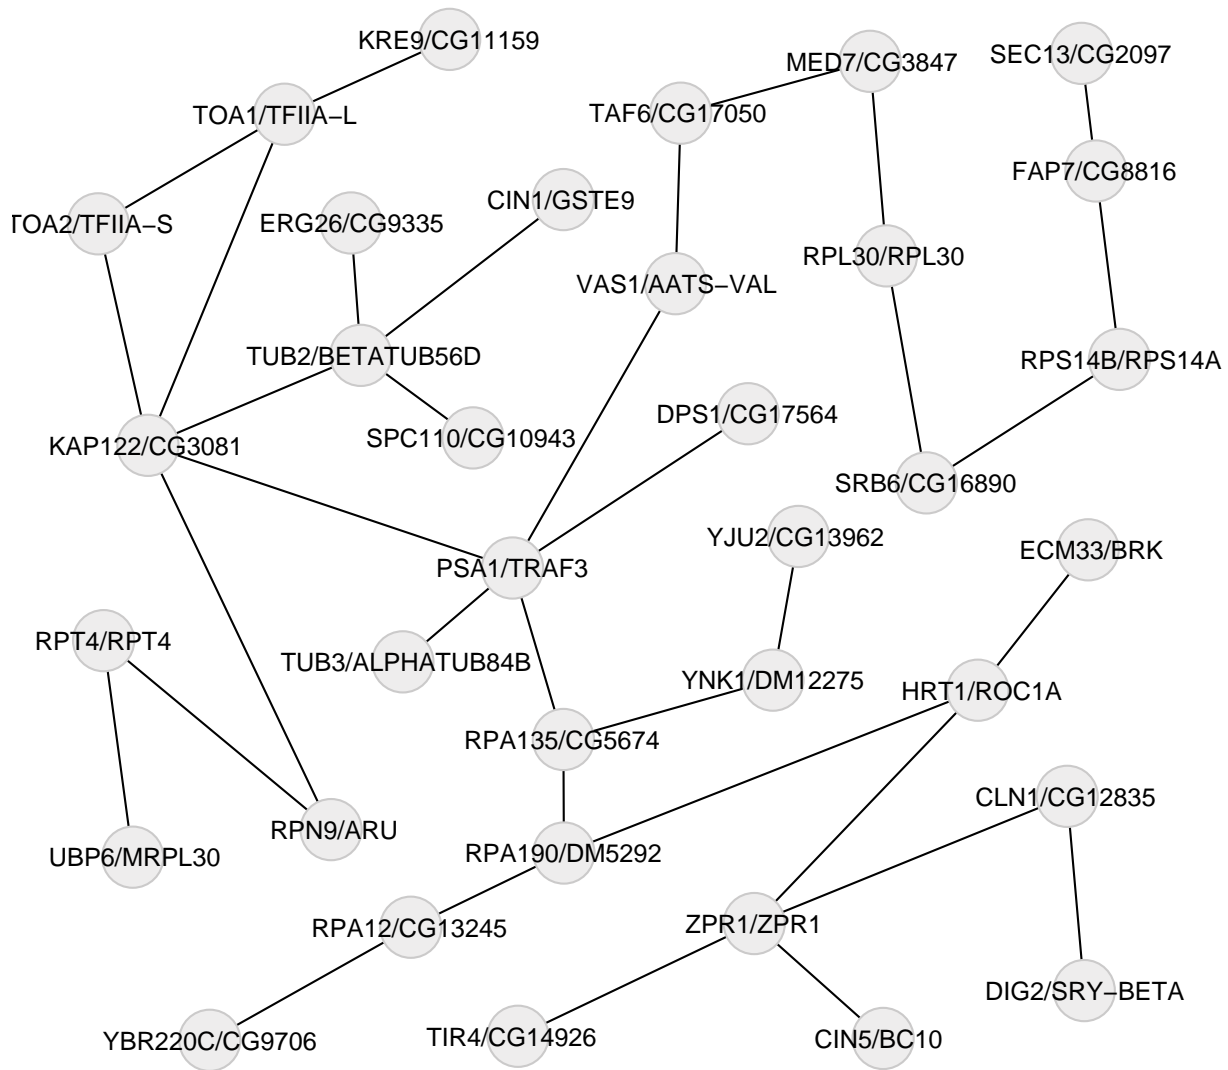 KRE9/CG11159
MED7/CG3847
SEC13/CG2097
TOA1/TFIIA−L
TAF6/CG17050
FAP7/CG8816
CIN1/GSTE9
TOA2/TFIIA−S
ERG26/CG9335
RPL30/RPL30
VAS1/AATS−VAL
TUB2/BETATUB56D
RPS14B/RPS14A
DPS1/CG17564
KAP122/CG3081
SPC110/CG10943
SRB6/CG16890
YJU2/CG13962
ECM33/BRK
PSA1/TRAF3
RPT4/RPT4
TUB3/ALPHATUB84B
YNK1/DM12275
HRT1/ROC1A
RPA135/CG5674
CLN1/CG12835
RPN9/ARU
UBP6/MRPL30
RPA190/DM5292
RPA12/CG13245
ZPR1/ZPR1
DIG2/SRY−BETA
YBR220C/CG9706
TIR4/CG14926
CIN5/BC10